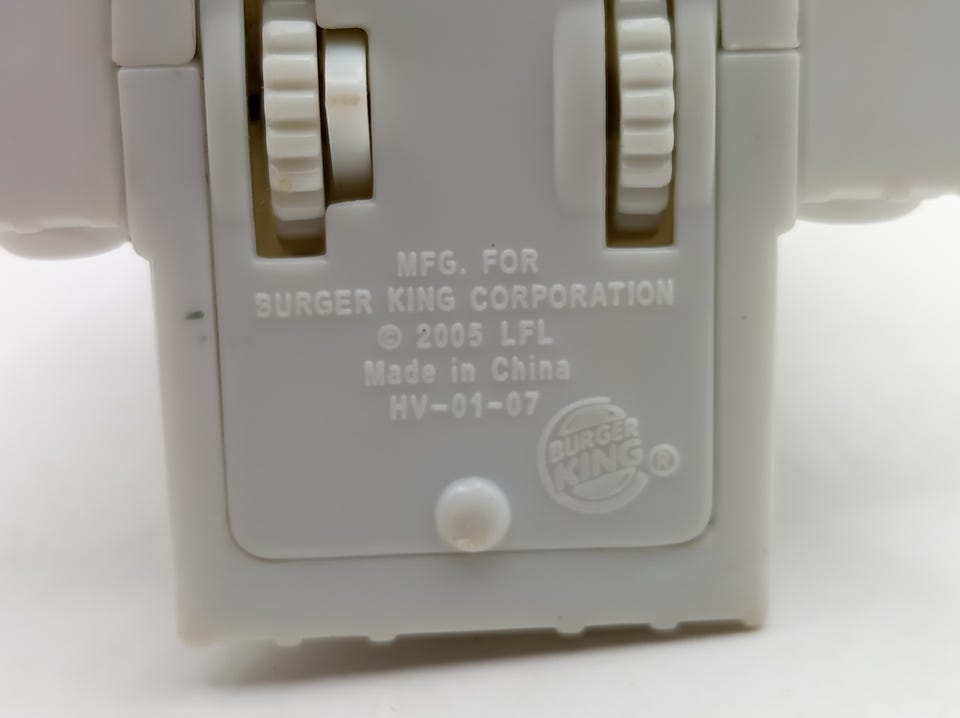 MFG. FOR
BURGER KING CORPORATION
© 2005 LFL
Made in China
HV-01-07
BURGER
KING ®